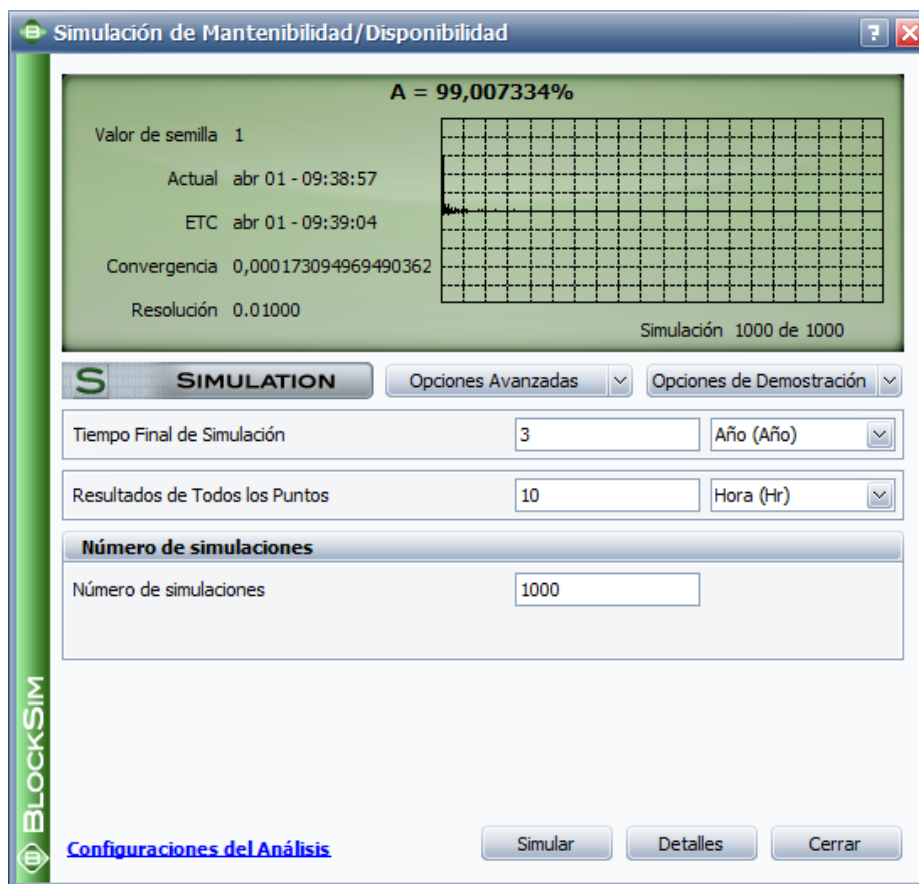 Simulación de Mantenibilidad/Disponibilidad
A = 99,007334%
Valor de semilla 1
Actual abr 01 - 09:38:57
ETC abr 01 - 09:39:04
Convergencia 0,000173094969490362
Resolución 0.01000
Simulación 1000 de 1000
S SIMULATION
Opciones Avanzadas
Opciones de Demostración
Tiempo Final de Simulación 3 Año (Año)
Resultados de Todos los Puntos 10 Hora (Hr)
Número de simulaciones
Número de simulaciones 1000
BLOCKSIM
Configuraciones del Análisis
Simular
Detalles
Cerrar